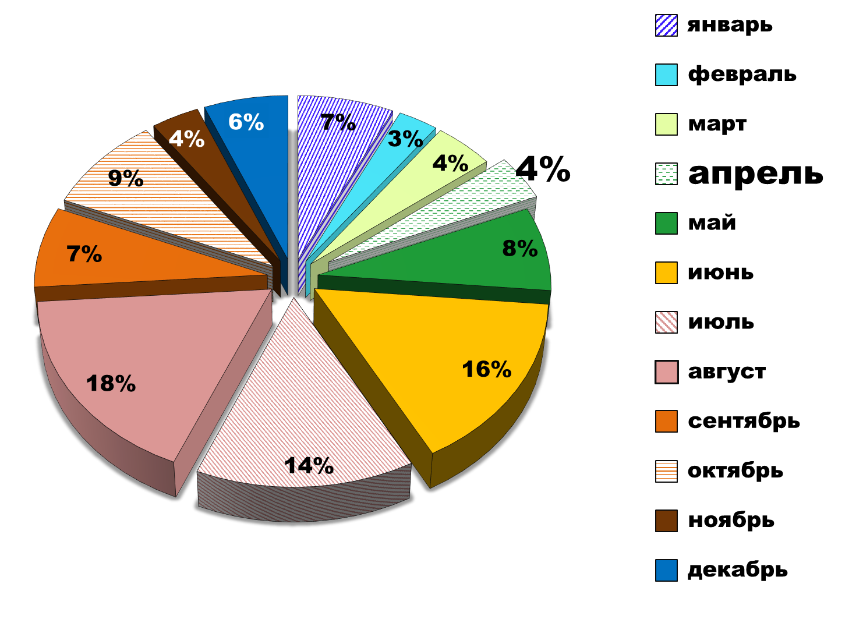 январь
февраль
март
апрель
май
июнь
июль
август
сентябрь
октябрь
ноябрь
декабрь
7%
3%
4%
4%
8%
16%
14%
18%
7%
9%
4%
6%